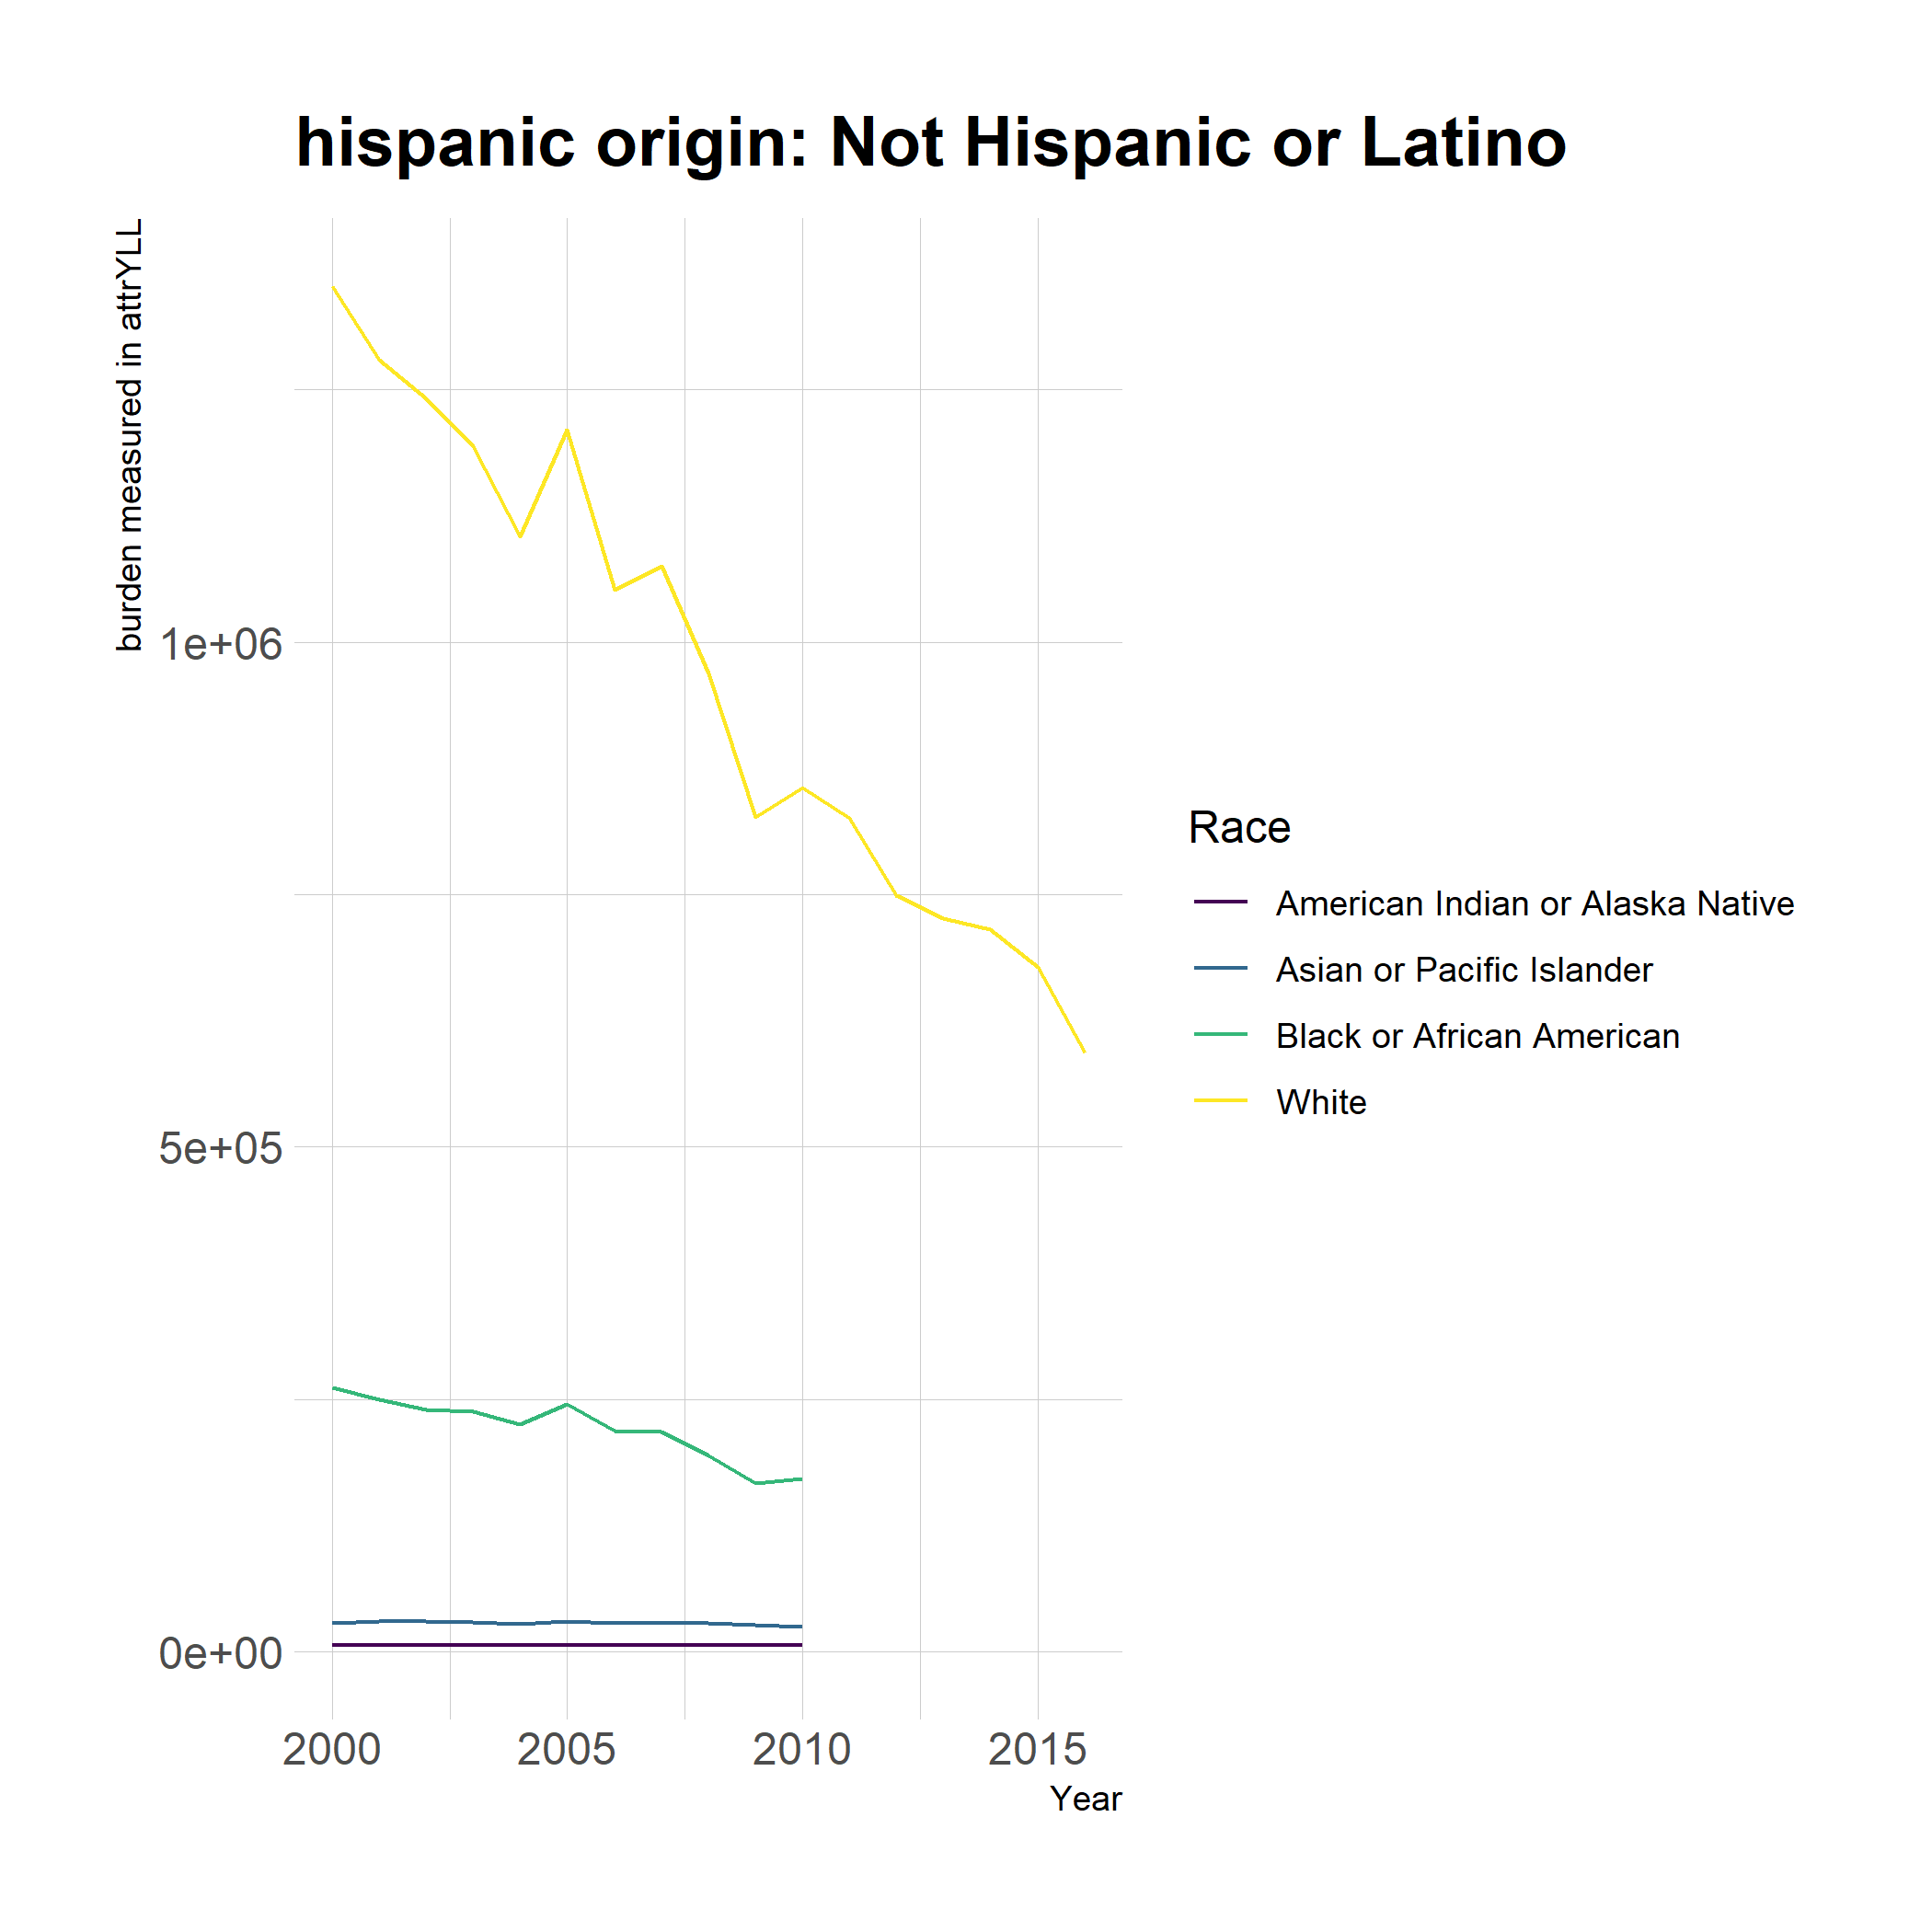 hispanic origin: Not Hispanic or Latino
burden measured in attrYLL
1e+06
5e+05
0e+00
2000 2005 2010 2015
Year
Race
American Indian or Alaska Native
Asian or Pacific Islander
Black or African American
White